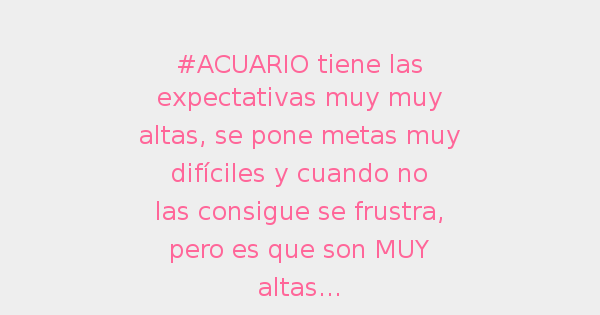 #ACUARIO tiene las
expectativas muy muy
altas, se pone metas muy
difíciles y cuando no
las consigue se frustra,
pero es que son MUY
altas...